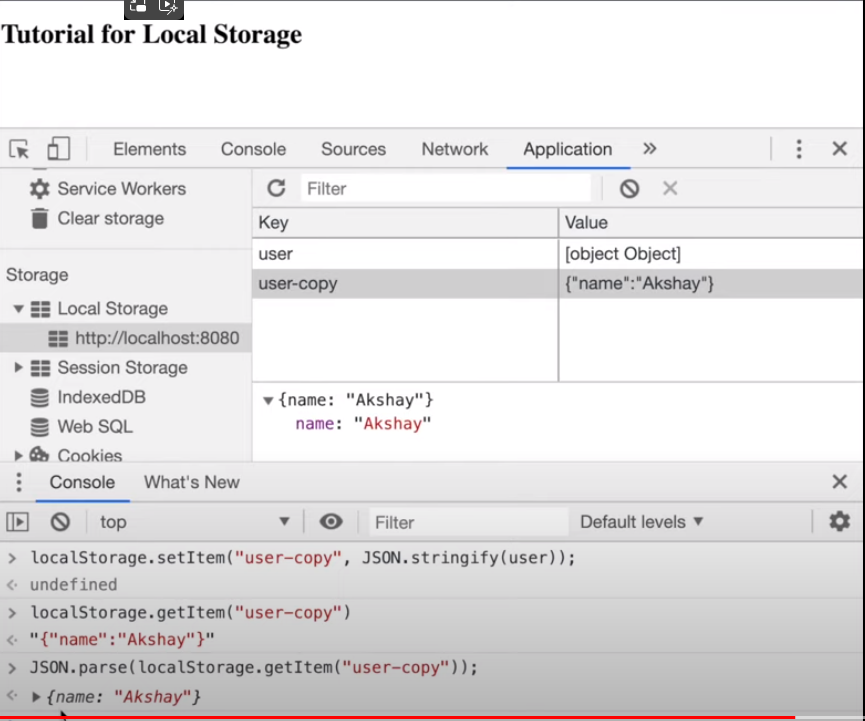 Tutorial for Local Storage
Elements Console Sources Network Application
Service Workers
Clear storage
Storage
Local Storage
http://localhost:8080
Session Storage
IndexedDB
Web SQL
Cookies
Filter
Key Value
user [object Object]
user-copy {"name":"Akshay"}
{name: "Akshay"}
name: "Akshay"
Console What's New
top Filter Default levels
> localStorage.setItem("user-copy", JSON.stringify(user));
undefined
> localStorage.getItem("user-copy")
"{"name":"Akshay"}"
> JSON.parse(localStorage.getItem("user-copy"));
{name: "Akshay"}